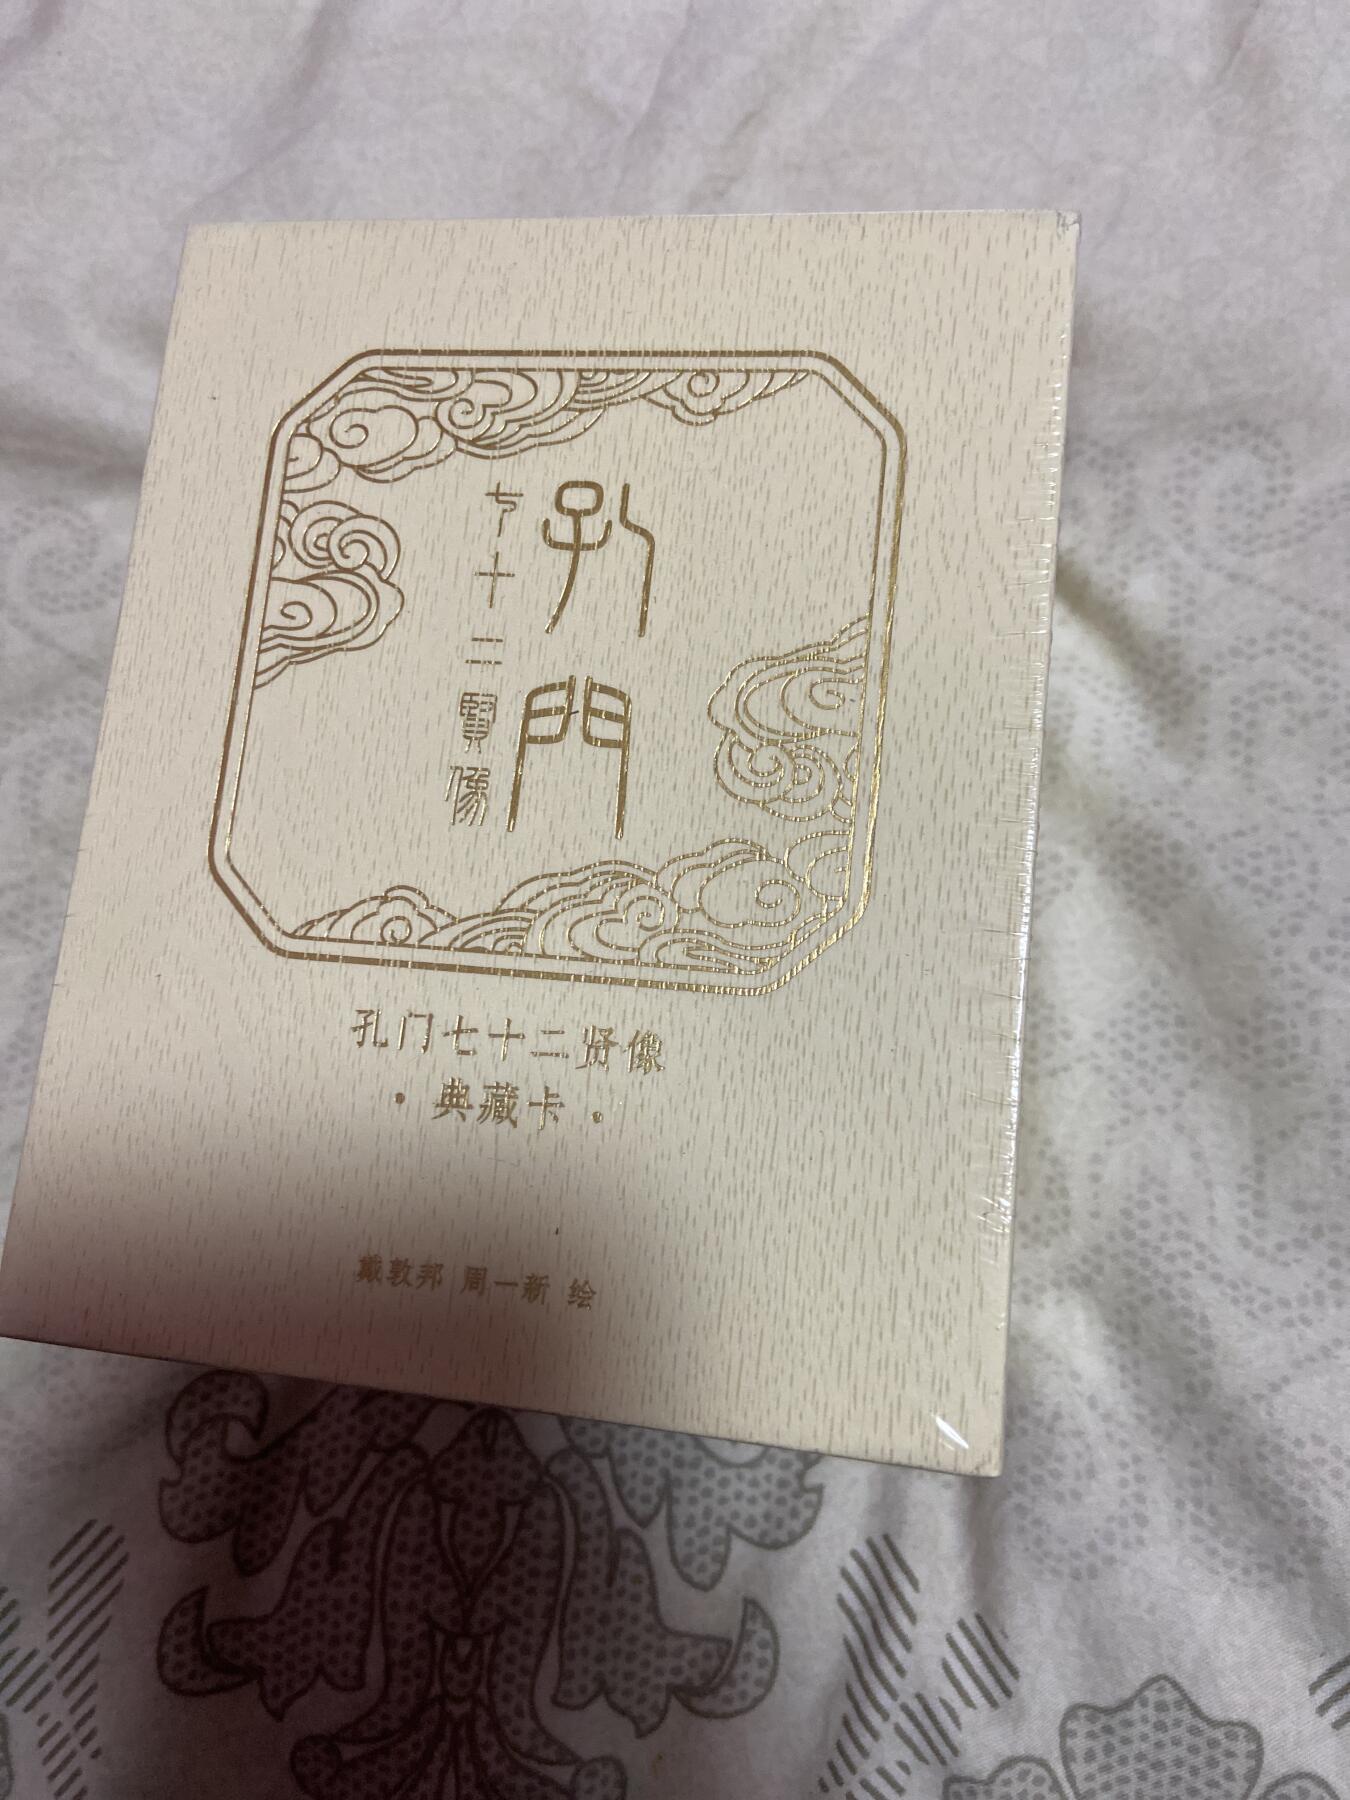 孔門
七十二賢像
孔门七十二贤像
· 典藏卡 ·
戴敦邦 周一新 绘